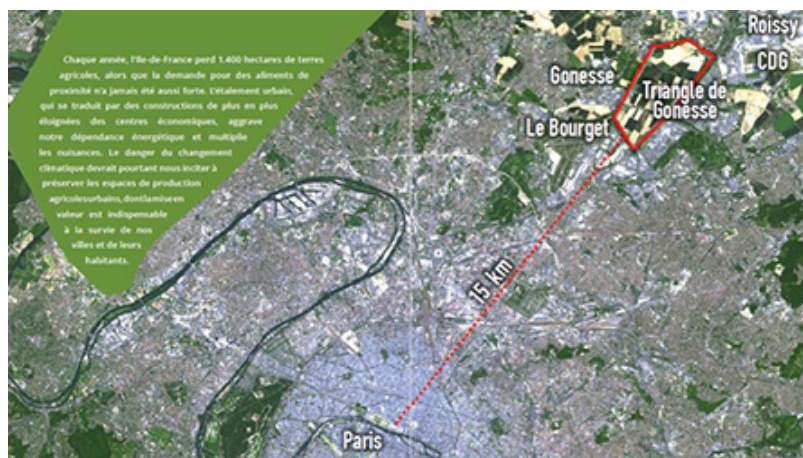 Chaque année, l'Ile-de-France perd 1.400 hectares de terres
agricoles, alors que la demande pour des aliments de
proximité n'a jamais été aussi forte. L'étalement urbain,
qui se traduit par des constructions de plus en plus
éloignées des centres économiques, aggrave
notre dépendance énergétique et multiplie
les nuisances. Le danger du changement
climatique devrait pourtant nous inciter à
préserver les espaces de production
agricolesurbains,dontlamiseen
valeur est indispensable
à la survie de nos
villes et de leurs
habitants.
Roissy
CDG
Gonesse
Triangle de
Gonesse
Le Bourget
15 km
Paris